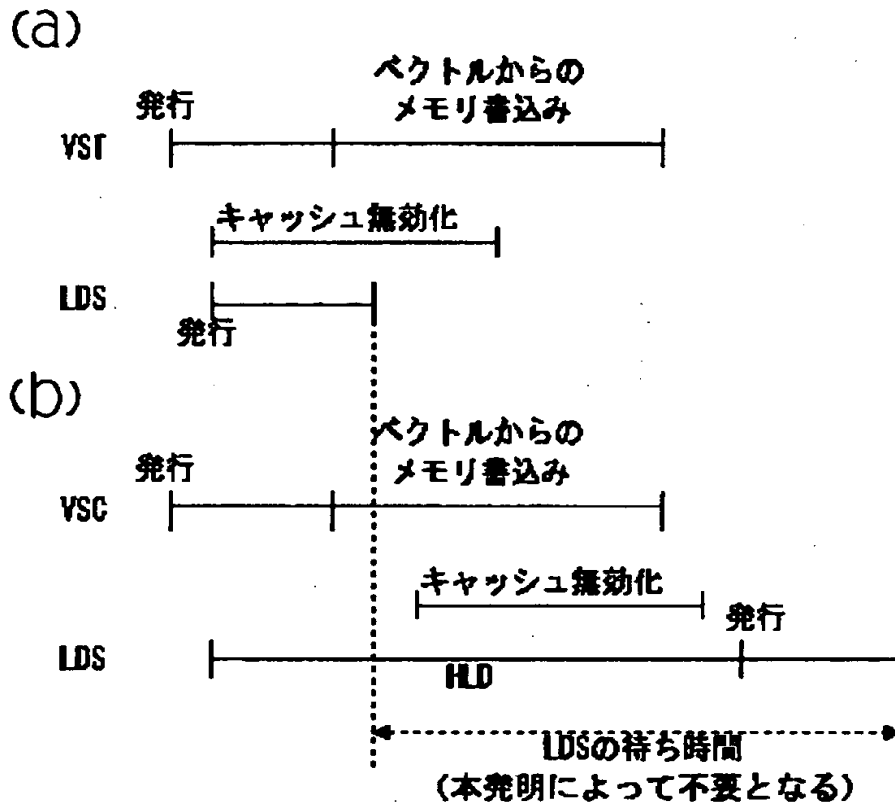 (a)
ベクトルからの
メモリ書込み
発行
VST
キャッシュ無効化
LDS
発行
(b)
ベクトルからの
メモリ書込み
発行
VSC
キャッシュ無効化
発行
LDS
HLD
LDSの待ち時間
(本発明によって不要となる)